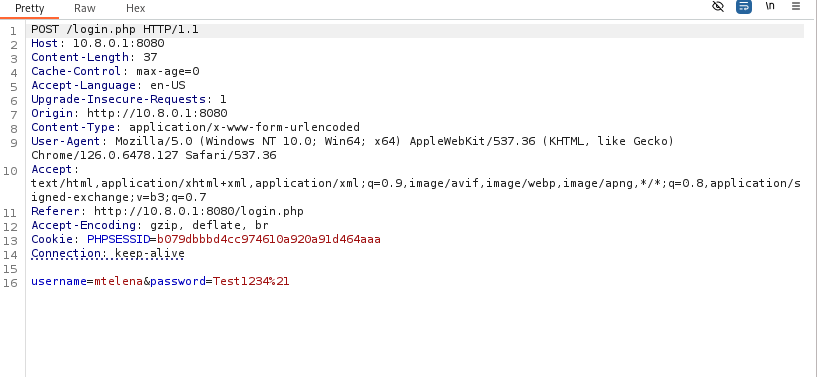 Pretty Raw Hex \n
1 POST /login.php HTTP/1.1
2 Host: 10.8.0.1:8080
3 Content-Length: 37
4 Cache-Control: max-age=0
5 Accept-Language: en-US
6 Upgrade-Insecure-Requests: 1
7 Origin: http://10.8.0.1:8080
8 Content-Type: application/x-www-form-urlencoded
9 User-Agent: Mozilla/5.0 (Windows NT 10.0; Win64; x64) AppleWebKit/537.36 (KHTML, like Gecko)
Chrome/126.0.6478.127 Safari/537.36
10 Accept:
text/html,application/xhtml+xml,application/xml;q=0.9,image/avif,image/webp,image/apng,*/*;q=0.8,application/s
igned-exchange;v=b3;q=0.7
11 Referer: http://10.8.0.1:8080/login.php
12 Accept-Encoding: gzip, deflate, br
13 Cookie: PHPSESSID=b079dbbbd4cc974610a920a91d464aaa
14 Connection: keep-alive
15
16 username=mtelena&password=Test1234%21